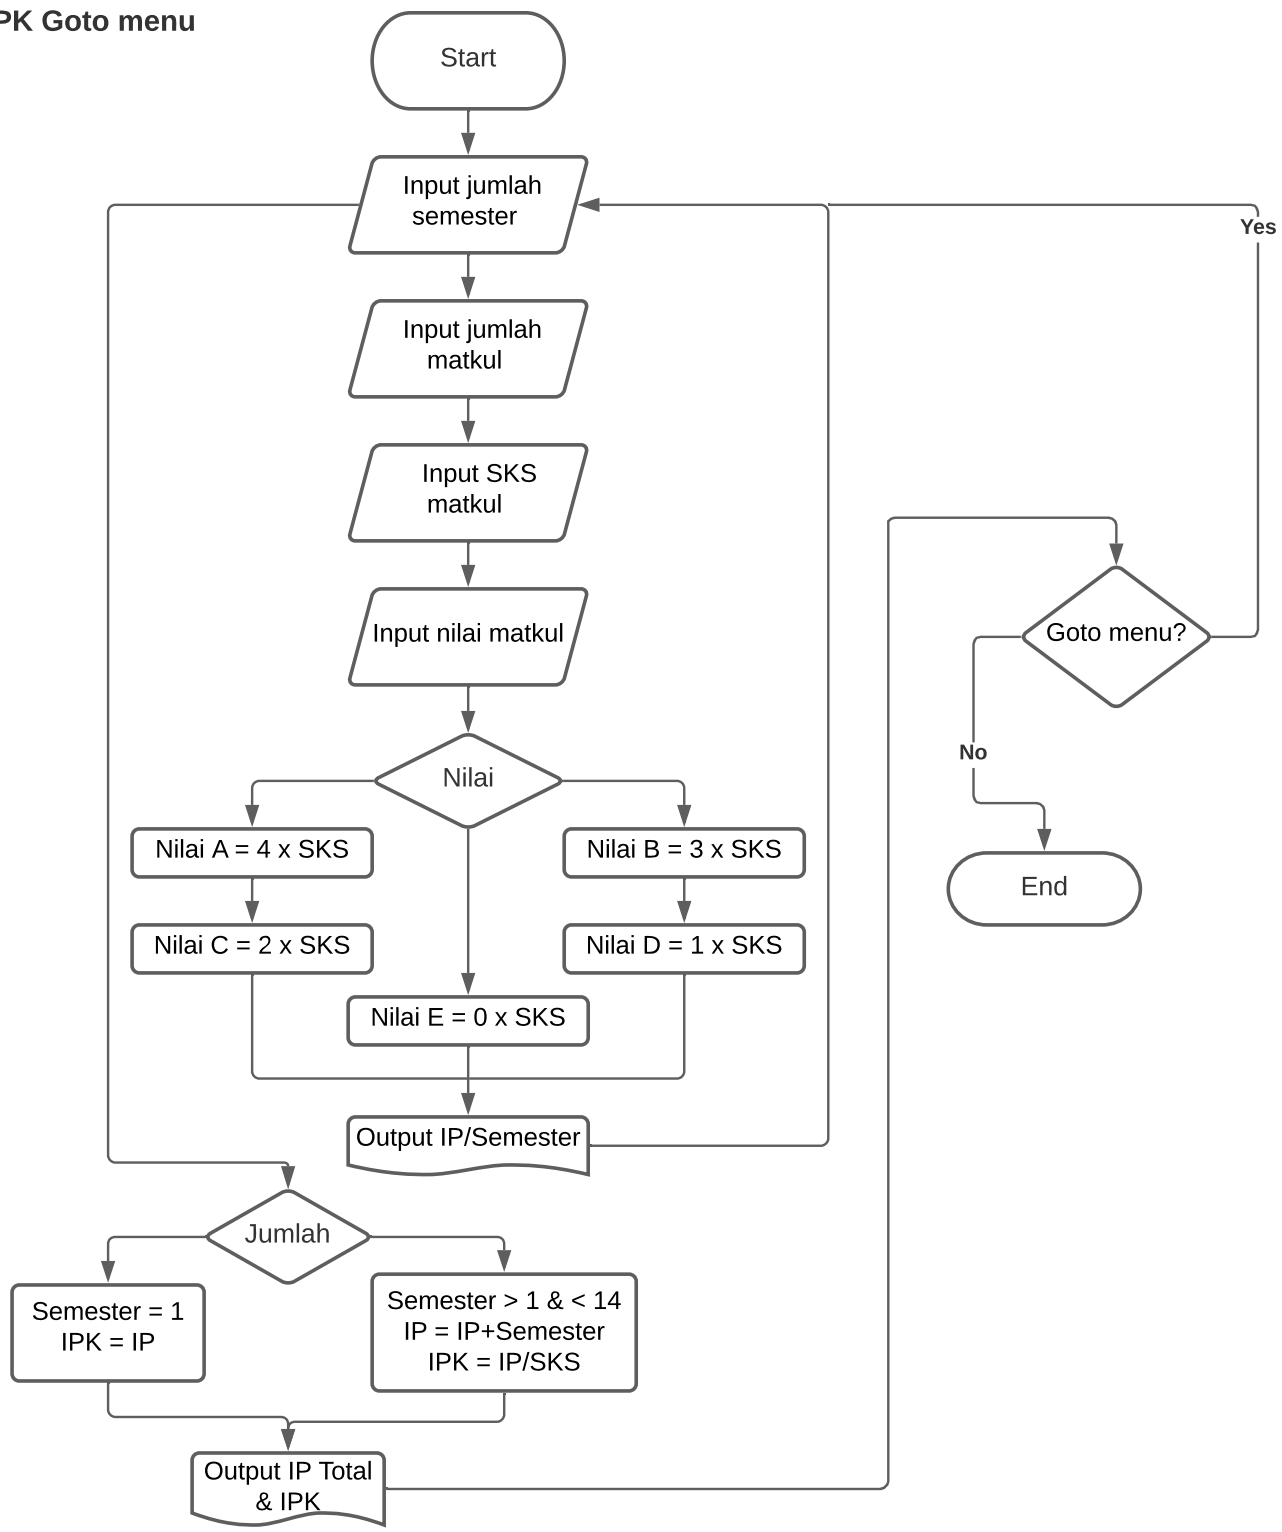 PK Goto menu
Start
Input jumlah
semester
Yes
Input jumlah
matkul
Input SKS
matkul
Input nilai matkul
Goto menu?
Nilai
No
Nilai A = 4 x SKS
Nilai B = 3 x SKS
End
Nilai C = 2 x SKS
Nilai D = 1 x SKS
Nilai E = 0 x SKS
Output IP/Semester
Jumlah
Semester = 1
IPK = IP
Semester > 1 & < 14
IP = IP+Semester
IPK = IP/SKS
Output IP Total
& IPK